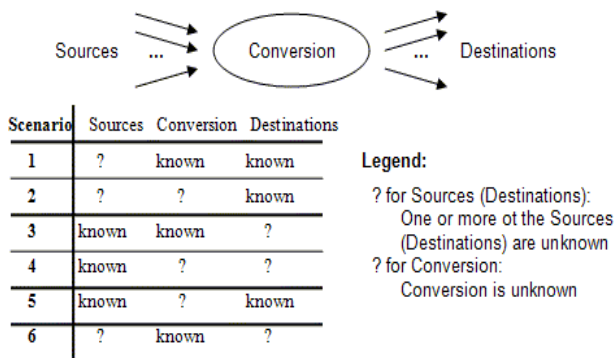 Sources ... Conversion ... Destinations
Scenario Sources Conversion Destinations
1 ? known known
2 ? ? known
3 known known ?
4 known ? ?
5 known ? known
6 ? known ?
Legend:
? for Sources (Destinations):
One or more ot the Sources
(Destinations) are unknown
? for Conversion:
Conversion is unknown